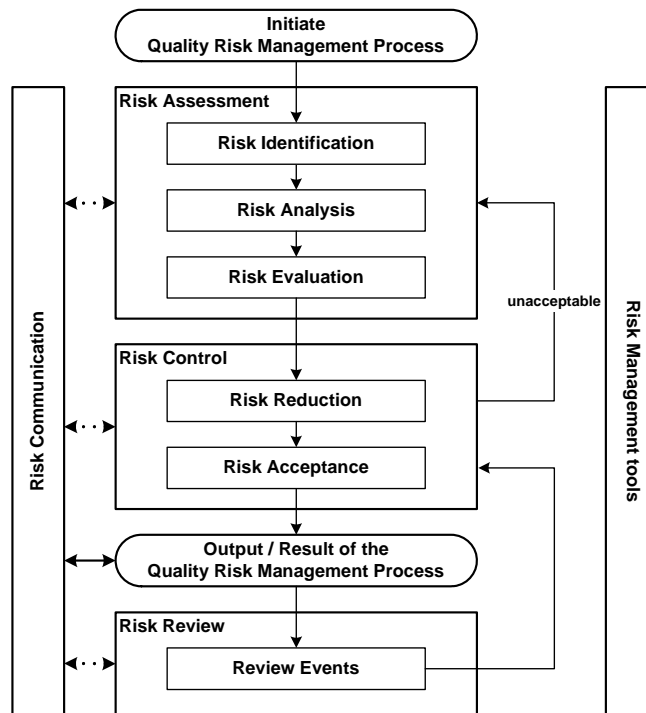 Initiate
Quality Risk Management Process
Risk Assessment
Risk Identification
Risk Analysis
Risk Evaluation
unacceptable
Risk Communication
Risk Management tools
Risk Control
Risk Reduction
Risk Acceptance
Output / Result of the
Quality Risk Management Process
Risk Review
Review Events